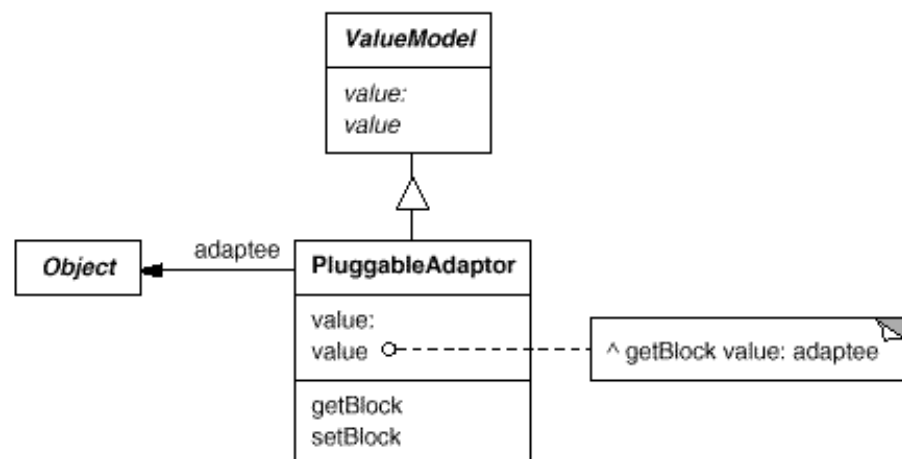 ValueModel
value:
value
Object
adaptee
PluggableAdaptor
value:
value
^ getBlock value: adaptee
getBlock
setBlock